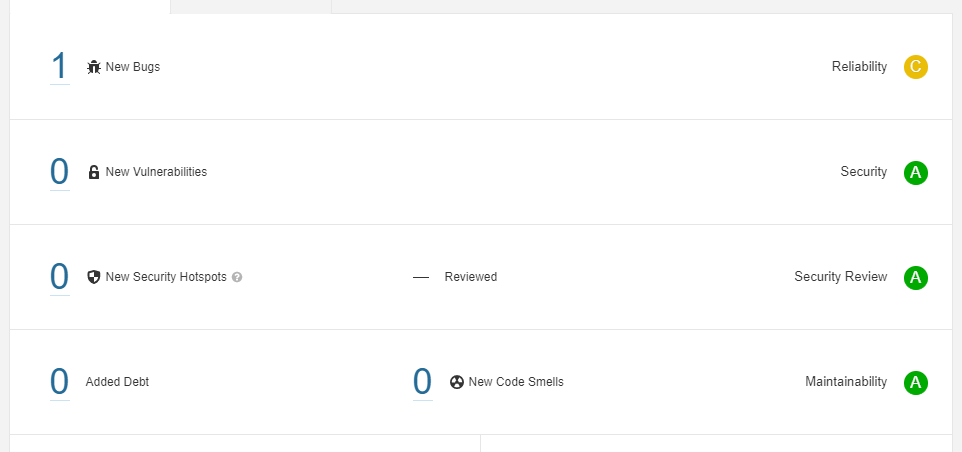 1 New Bugs Reliability C
0 New Vulnerabilities Security A
0 New Security Hotspots ? — Reviewed Security Review A
0 Added Debt 0 New Code Smells Maintainability A